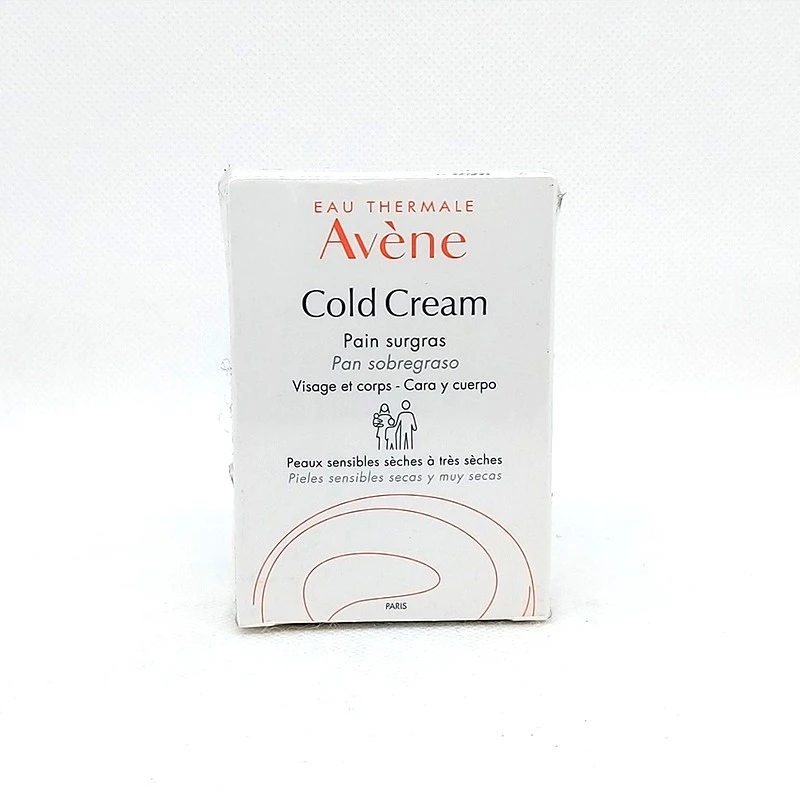 EAU THERMALE
Avène
Cold Cream
Pain surgras
Pan sobregraso
Visage et corps - Cara y cuerpo
Peaux sensibles sèches à très sèches
Pieles sensibles secas y muy secas
PARIS